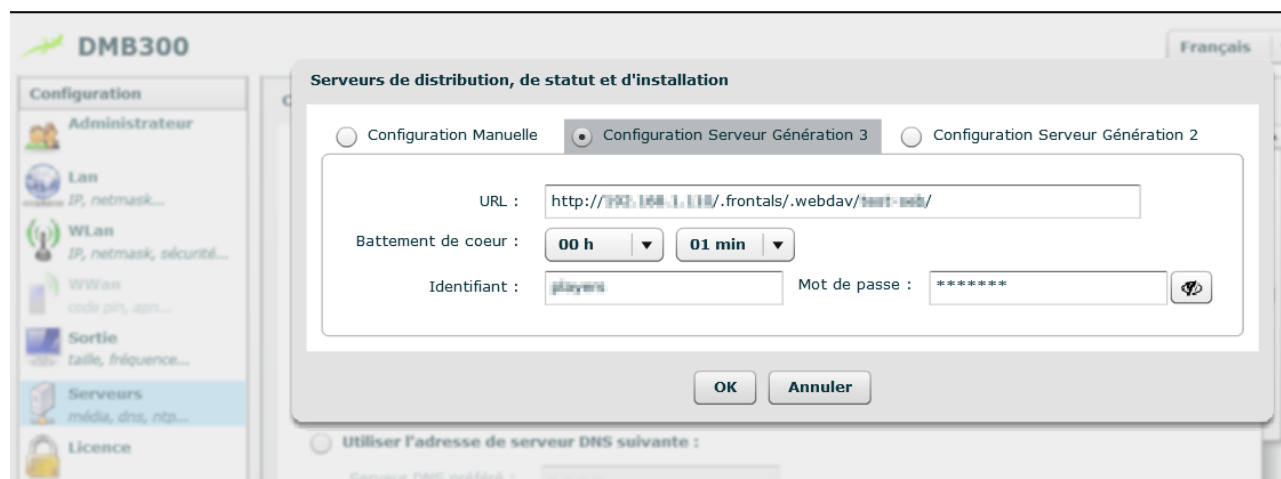 DMB300
Français
Configuration
Administrateur
Lan
IP, netmask...
WLan
IP, netmask, sécurité...
WWan
code pin, apn...
Sortie
taille, fréquence...
Serveurs
média, dns, ntp...
Licence
Serveurs de distribution, de statut et d'installation
Configuration Manuelle
Configuration Serveur Génération 3
Configuration Serveur Génération 2
URL :
http:///.frontals/.webdav//
Battement de coeur :
00 h
01 min
Identifiant :
Mot de passe :
*******
OK
Annuler
Utiliser l'adresse de serveur DNS suivante :
Serveur DNS préféré :